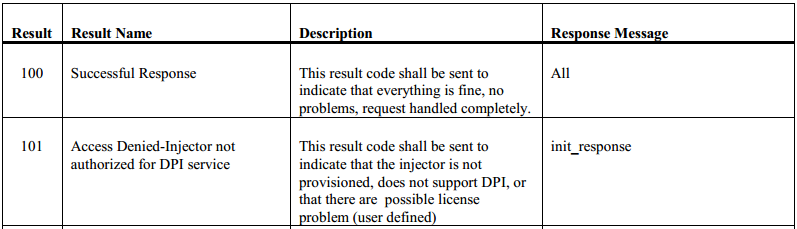 Result Result Name Description Response Message
100 Successful Response This result code shall be sent to All
indicate that everything is fine, no
problems, request handled completely.
101 Access Denied-Injector not This result code shall be sent to init_response
authorized for DPI service indicate that the injector is not
provisioned, does not support DPI, or
that there are possible license
problem (user defined)